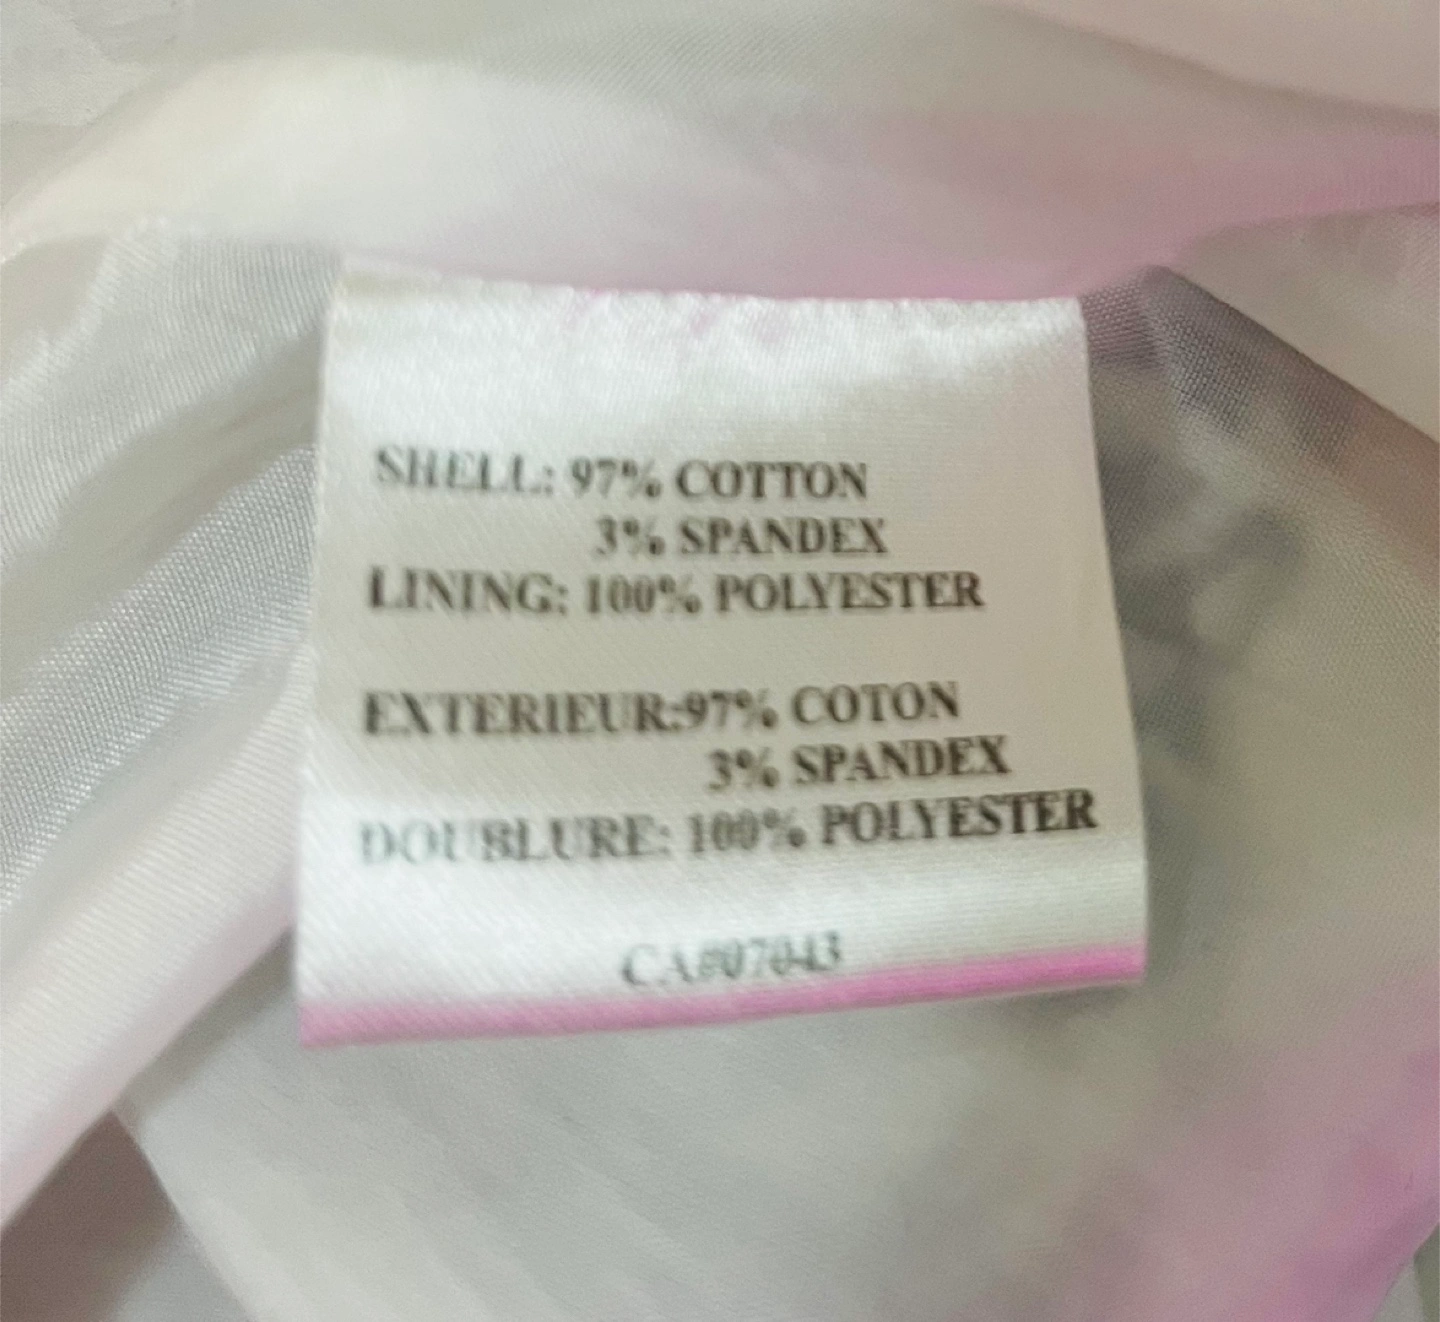 SHELL: 97% COTTON
3% SPANDEX
LINING: 100% POLYESTER
EXTERIEUR:97% COTON
3% SPANDEX
DOUBLURE: 100% POLYESTER
CA#07043